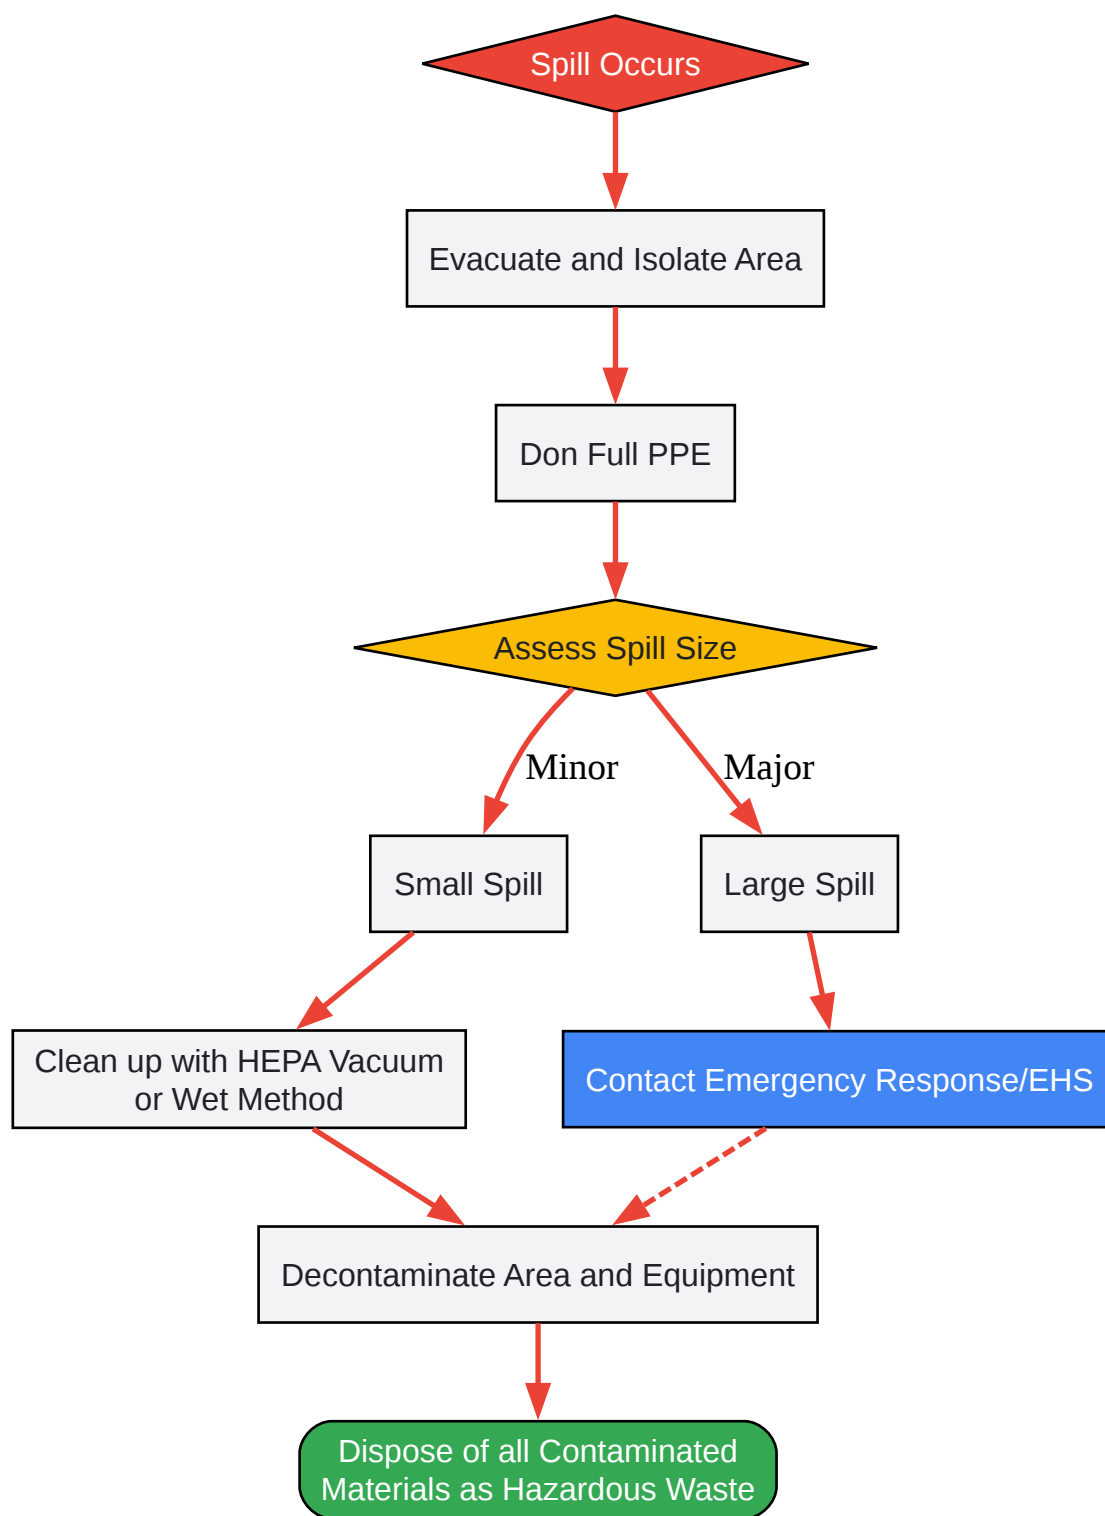 Spill Occurs
Evacuate and Isolate Area
Don Full PPE
Assess Spill Size
Minor
Major
Small Spill
Large Spill
Clean up with HEPA Vacuum
or Wet Method
Contact Emergency Response/EHS
Decontaminate Area and Equipment
Dispose of all Contaminated
Materials as Hazardous Waste